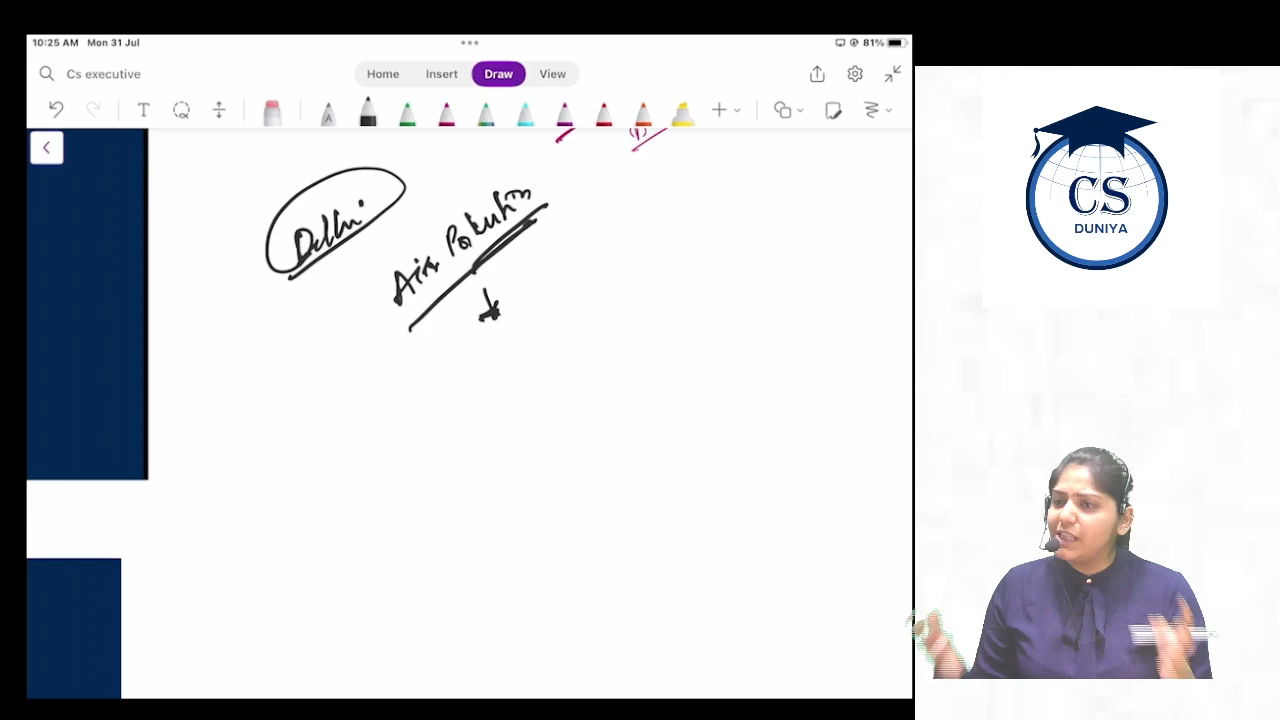 10:25 AM Mon 31 Jul
81%
Cs executive
Home Insert Draw View
T
A
Delhi
Air Pollution
CS
DUNIYA